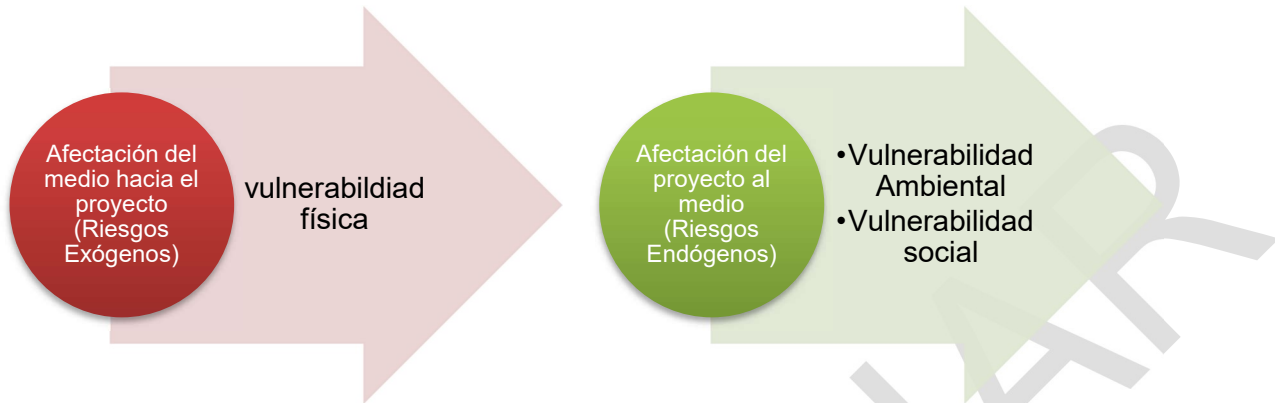 Afectación del
medio hacia el
proyecto
(Riesgos
Exógenos)
vulnerabildiad
física
Afectación del
proyecto al
medio
(Riesgos
Endógenos)
•Vulnerabilidad
Ambiental
•Vulnerabilidad
social